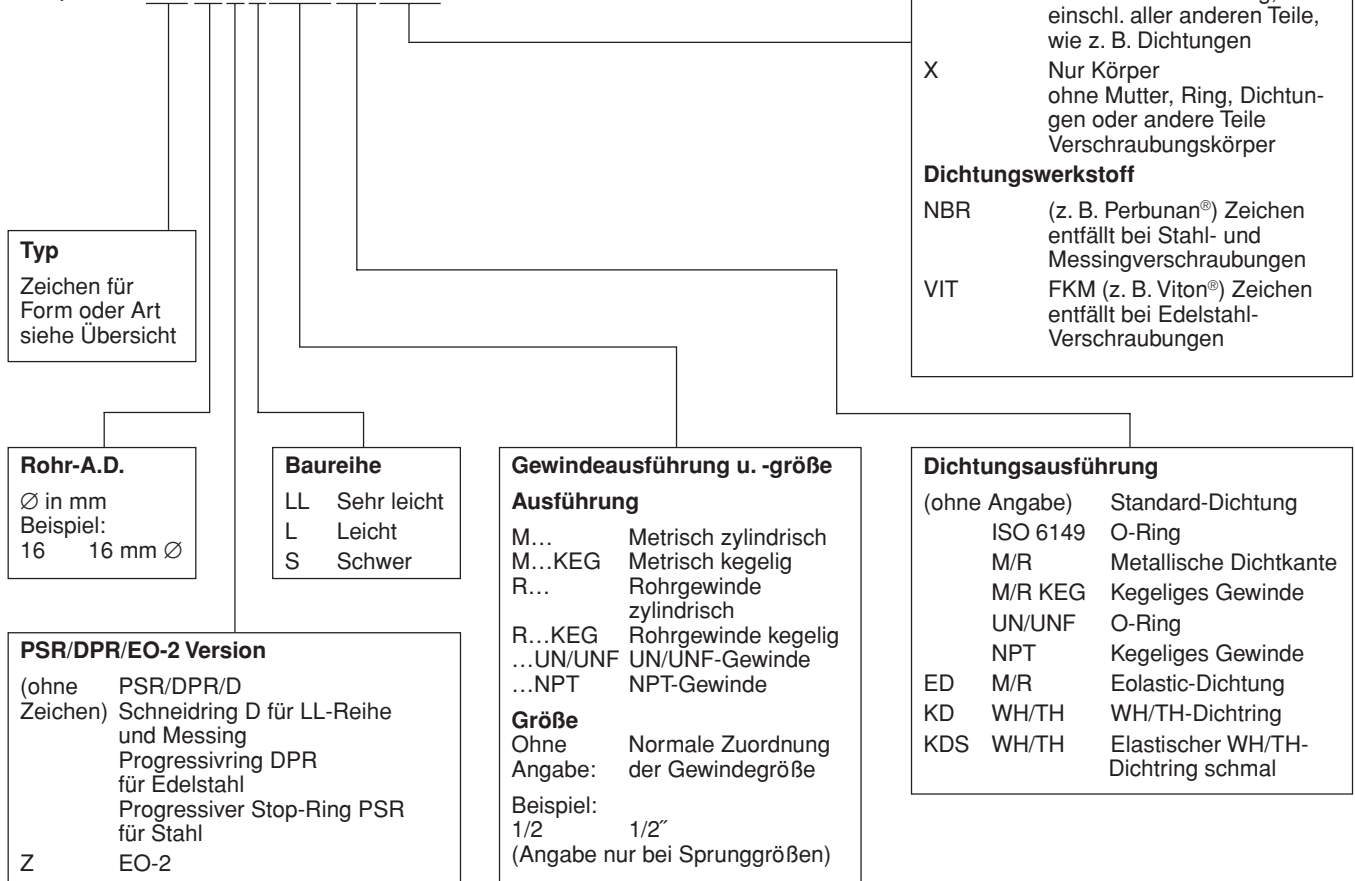 einschl. aller anderen Teile,
wie z. B. Dichtungen
X Nur Körper
ohne Mutter, Ring, Dichtun-
gen oder andere Teile
Verschraubungskörper
Dichtungswerkstoff
NBR (z. B. Perbunan®) Zeichen
entfällt bei Stahl- und
Messingverschraubungen
VIT FKM (z. B. Viton®) Zeichen
entfällt bei Edelstahl-
Verschraubungen
Typ
Zeichen für
Form oder Art
siehe Übersicht
Rohr-A.D.
∅ in mm
Beispiel:
16 16 mm ∅
Baureihe
LL Sehr leicht
L Leicht
S Schwer
Gewindeausführung u. -größe
Ausführung
M… Metrisch zylindrisch
M…KEG Metrisch kegelig
R… Rohrgewinde
zylindrisch
R…KEG Rohrgewinde kegelig
…UN/UNF UN/UNF-Gewinde
…NPT NPT-Gewinde
Größe
Ohne Normale Zuordnung
Angabe: der Gewindegröße
Beispiel:
1/2 1/2˝
(Angabe nur bei Sprunggrößen)
Dichtungsausführung
(ohne Angabe) Standard-Dichtung
ISO 6149 O-Ring
M/R Metallische Dichtkante
M/R KEG Kegeliges Gewinde
UN/UNF O-Ring
NPT Kegeliges Gewinde
ED M/R Eolastic-Dichtung
KD WH/TH WH/TH-Dichtring
KDS WH/TH Elastischer WH/TH-
Dichtring schmal
PSR/DPR/EO-2 Version
(ohne PSR/DPR/D
Zeichen) Schneidring D für LL-Reihe
und Messing
Progressivring DPR
für Edelstahl
Progressiver Stop-Ring PSR
für Stahl
Z EO-2